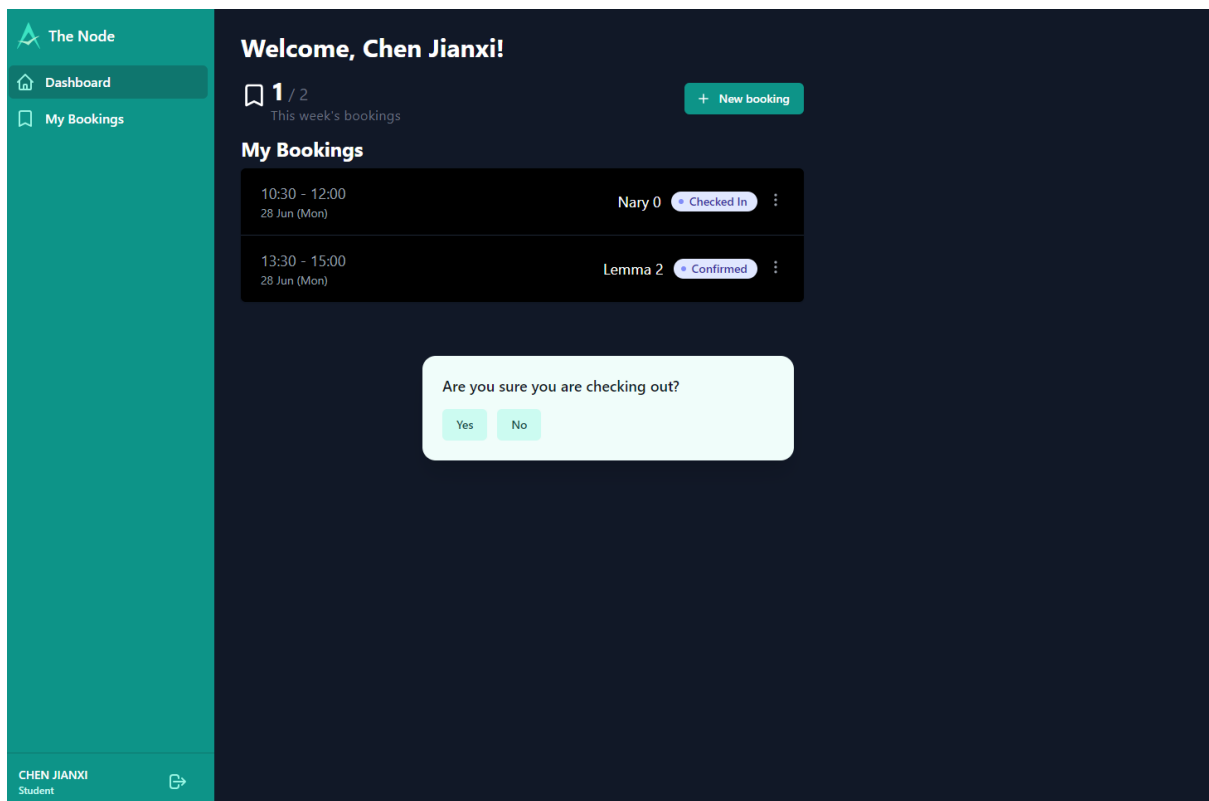 The Node
Dashboard
My Bookings
Welcome, Chen Jianxi!
1 / 2
This week's bookings
+ New booking
My Bookings
10:30 - 12:00
28 Jun (Mon)
Nary 0
Checked In
13:30 - 15:00
28 Jun (Mon)
Lemma 2
Confirmed
Are you sure you are checking out?
Yes No
CHEN JIANXI
Student